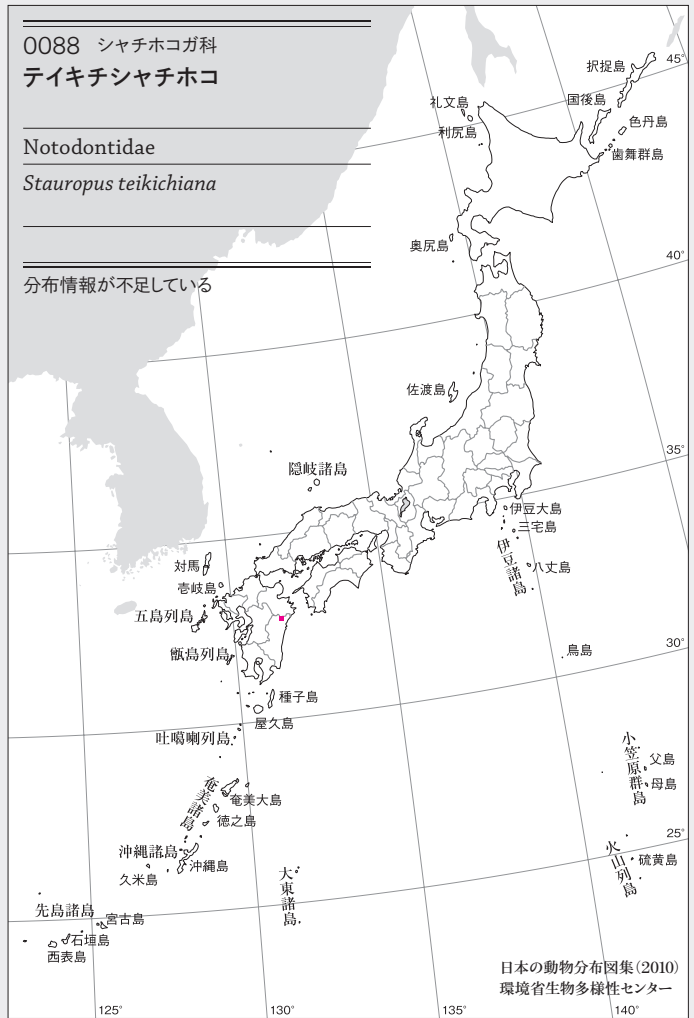 0088 シャチホコガ科
テイキチシャチホコ
Notodontidae
Stauropus teikichiana
分布情報が不足している
45°
択捉島
国後島
礼文島
色丹島
利尻島
歯舞群島
奥尻島
40°
佐渡島
35°
隠岐諸島
伊豆大島
三宅島
伊豆諸島
八丈島
対馬
壱岐島
五島列島
甑島列島
鳥島
30°
種子島
屋久島
吐噶喇列島
小笠原群島
父島
母島
奄美諸島
奄美大島
徳之島
25°
沖縄諸島
沖縄島
久米島
火山列島
硫黄島
大東諸島
先島諸島
宮古島
石垣島
西表島
日本の動物分布図集(2010)
環境省生物多様性センター
125°
130°
135°
140°